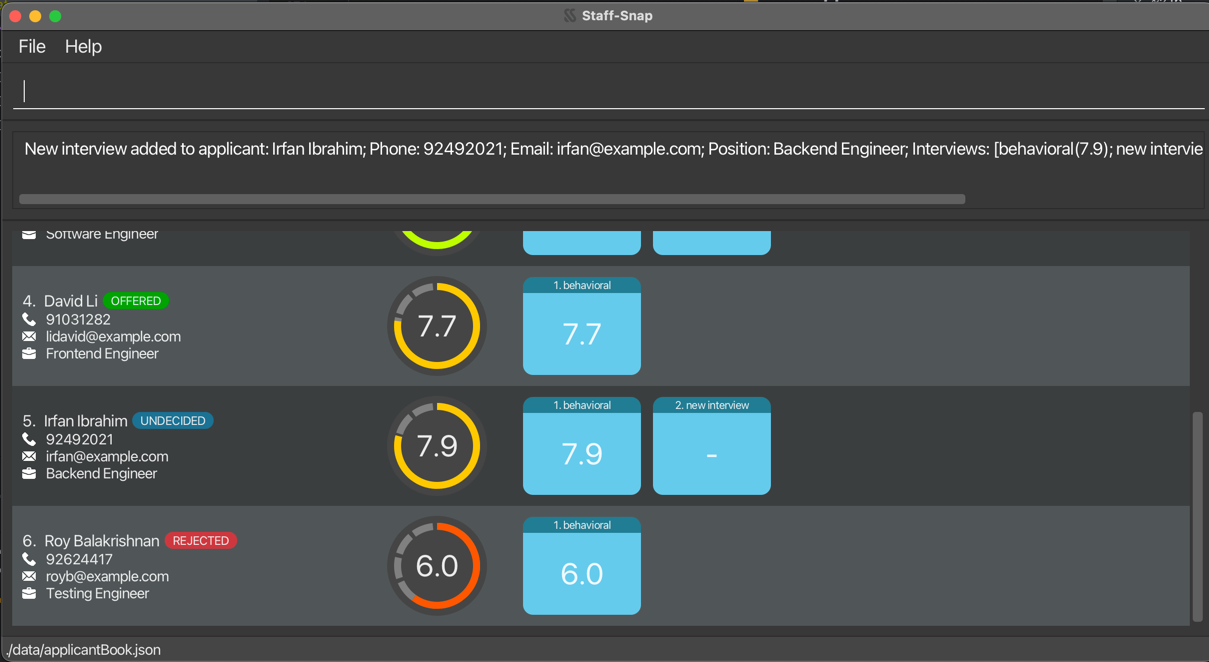 Staff-Snap
File Help
New interview added to applicant: Irfan Ibrahim; Phone: 92492021; Email: irfan@example.com; Position: Backend Engineer; Interviews: [behavioral(7.9); new intervie
Software Engineer
4. David Li OFFERED
91031282
lidavid@example.com
Frontend Engineer
7.7
1. behavioral
7.7
5. Irfan Ibrahim UNDECIDED
92492021
irfan@example.com
Backend Engineer
7.9
1. behavioral
7.9
2. new interview
-
6. Roy Balakrishnan REJECTED
92624417
royb@example.com
Testing Engineer
6.0
1. behavioral
6.0
./data/applicantBook.json